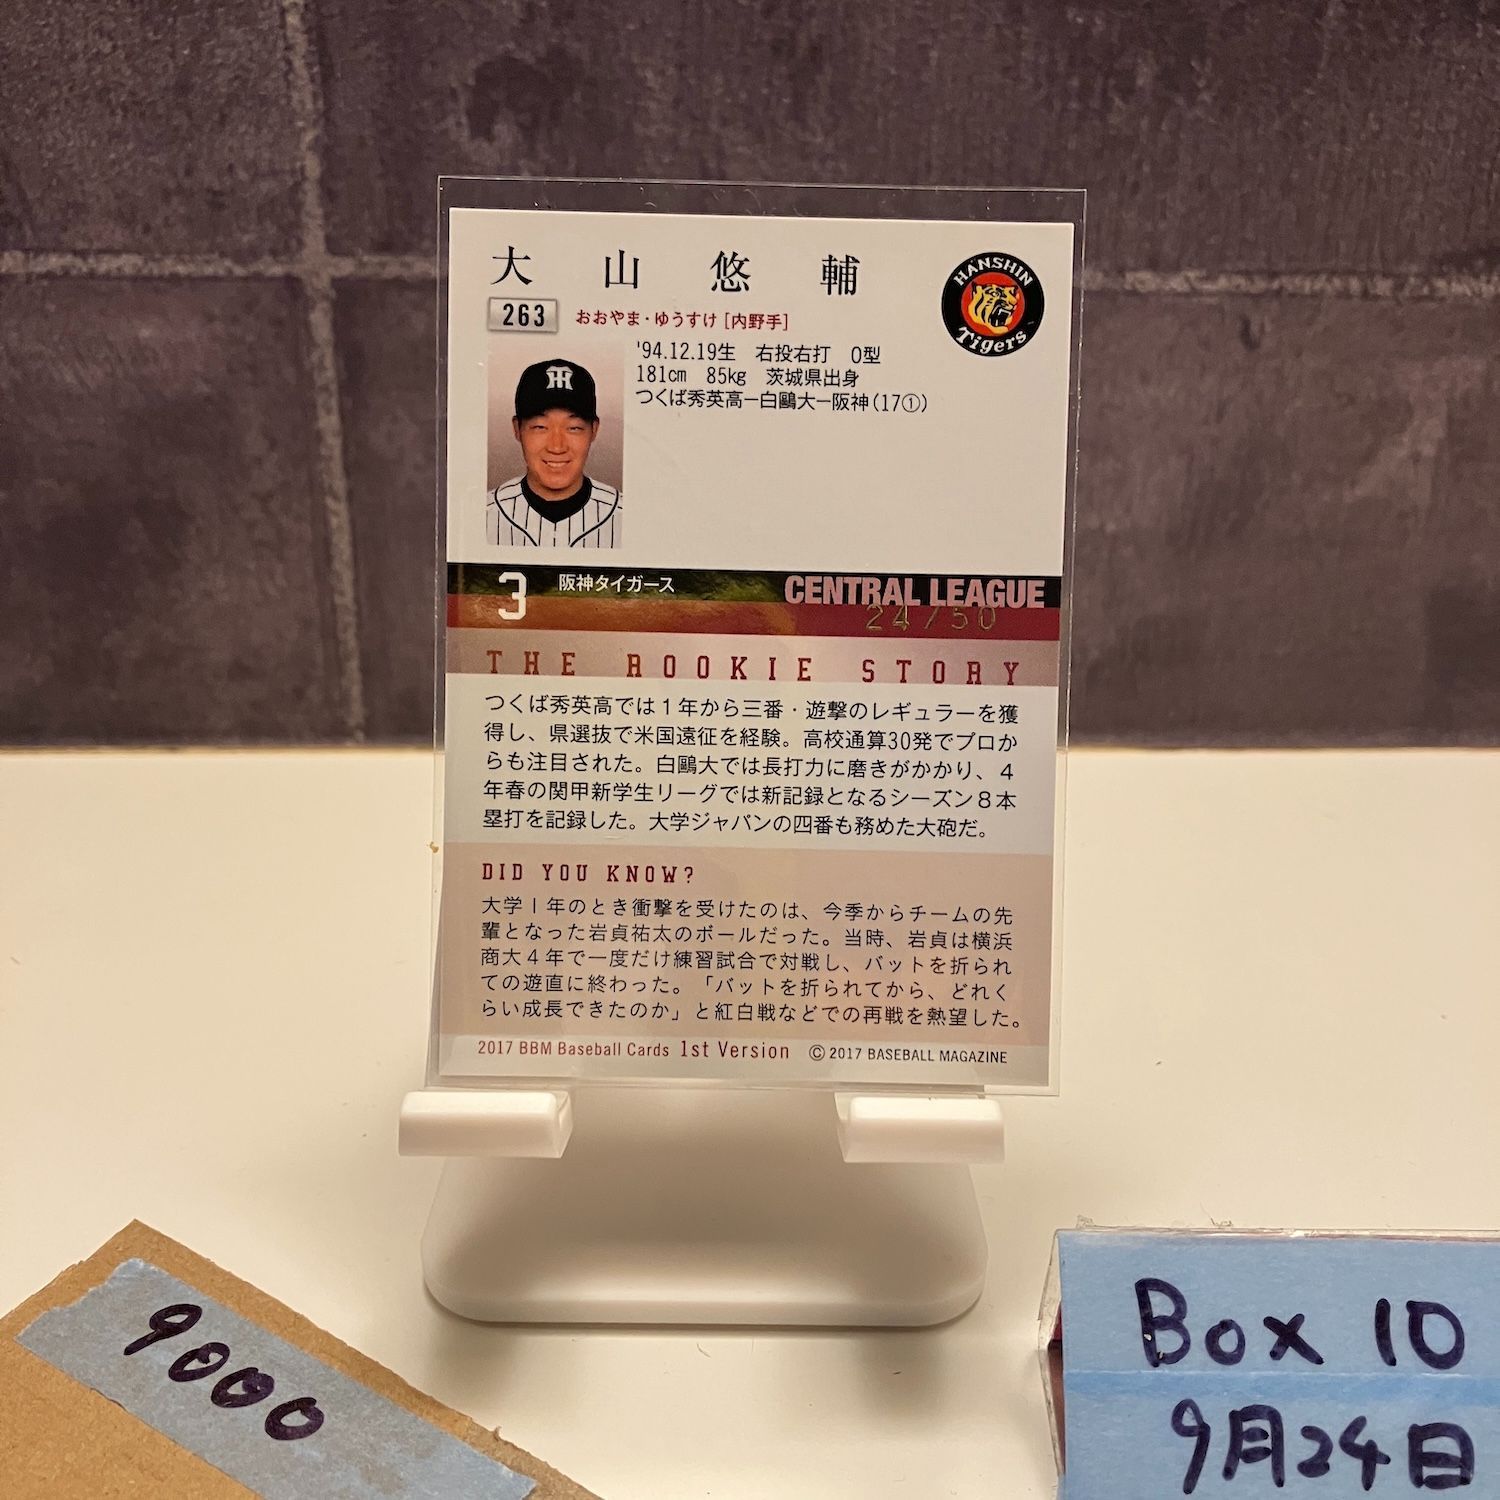 大山悠輔
HANSHIN
Tigers
263
おおやま・ゆうすけ [内野手]
'94.12.19生　右投右打　O型
181cm　85kg　茨城県出身
つくば秀英高ー白鷗大ー阪神(17①)
TH
3
阪神タイガース
CENTRAL LEAGUE
24/50
THE ROOKIE STORY
つくば秀英高では1年から三番・遊撃のレギュラーを獲
得し、県選抜で米国遠征を経験。高校通算30発でプロか
らも注目された。白鷗大では長打力に磨きがかかり、4
年春の関甲新学生リーグでは新記録となるシーズン8本
塁打を記録した。大学ジャパンの四番も務めた大砲だ。
DID YOU KNOW?
大学1年のとき衝撃を受けたのは、今季からチームの先
輩となった岩貞祐太のボールだった。当時、岩貞は横浜
商大4年で一度だけ練習試合で対戦し、バットを折られ
ての遊直に終わった。「バットを折られてから、どれく
らい成長できたのか」と紅白戦などでの再戦を熱望した。
2017 BBM Baseball Cards 1st Version　© 2017 BASEBALL MAGAZINE
9000
Box 10
9月24日